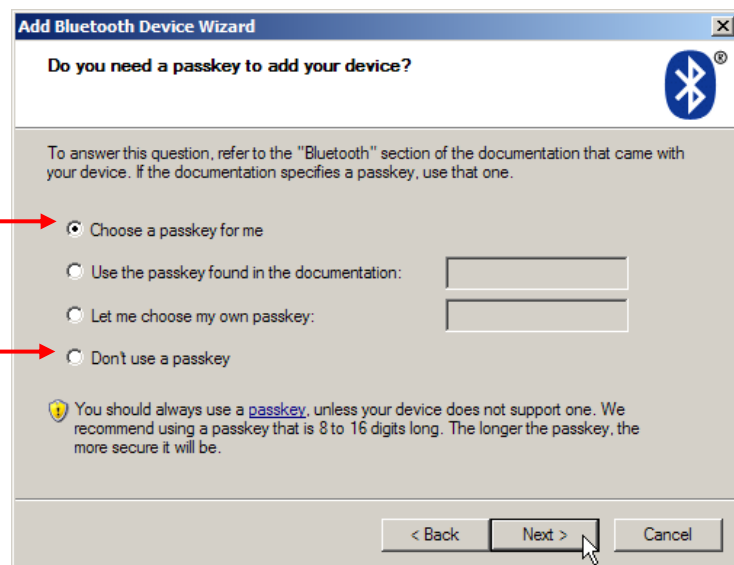 Add Bluetooth Device Wizard
Do you need a passkey to add your device?
®
To answer this question, refer to the "Bluetooth" section of the documentation that came with
your device. If the documentation specifies a passkey, use that one.
Choose a passkey for me
Use the passkey found in the documentation:
Let me choose my own passkey:
Don't use a passkey
You should always use a passkey, unless your device does not support one. We
recommend using a passkey that is 8 to 16 digits long. The longer the passkey, the
more secure it will be.
< Back Next > Cancel